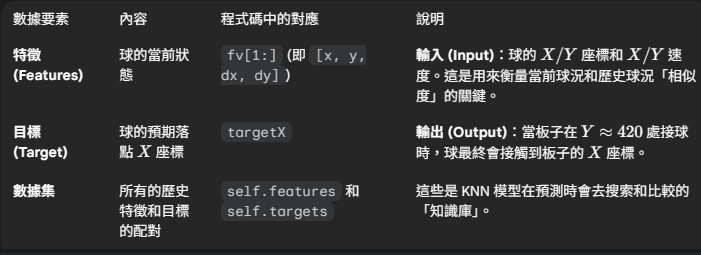 數據要素 內容 程式碼中的對應 說明
特徵 球的當前狀 fv[1:] (即 [x, y, 輸入 (Input)：球的 X/Y 座標和 X/Y 速
(Features) 態 dx, dy] ) 度。這是用來衡量當前球況和歷史球況「相似
度」的關鍵。
目標 球的預期落 targetX 輸出 (Output)：當板子在 Y ≈ 420 處接球
(Target) 點 X 座標 時，球最終會接觸到板子的 X 座標。
數據集 所有的歷史 self.features 和 這些是 KNN 模型在預測時會去搜索和比較的
特徵和目標 self.targets 「知識庫」。
的配對